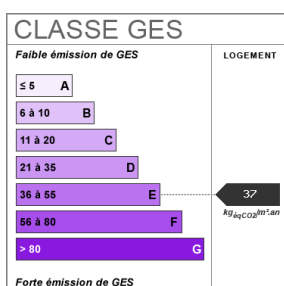 CLASSE GES
Faible émission de GES
LOGEMENT
≤ 5 A
6 à 10 B
11 à 20 C
21 à 35 D
36 à 55 E
37
kgéqCO2/m².an
56 à 80 F
> 80 G
Forte émission de GES